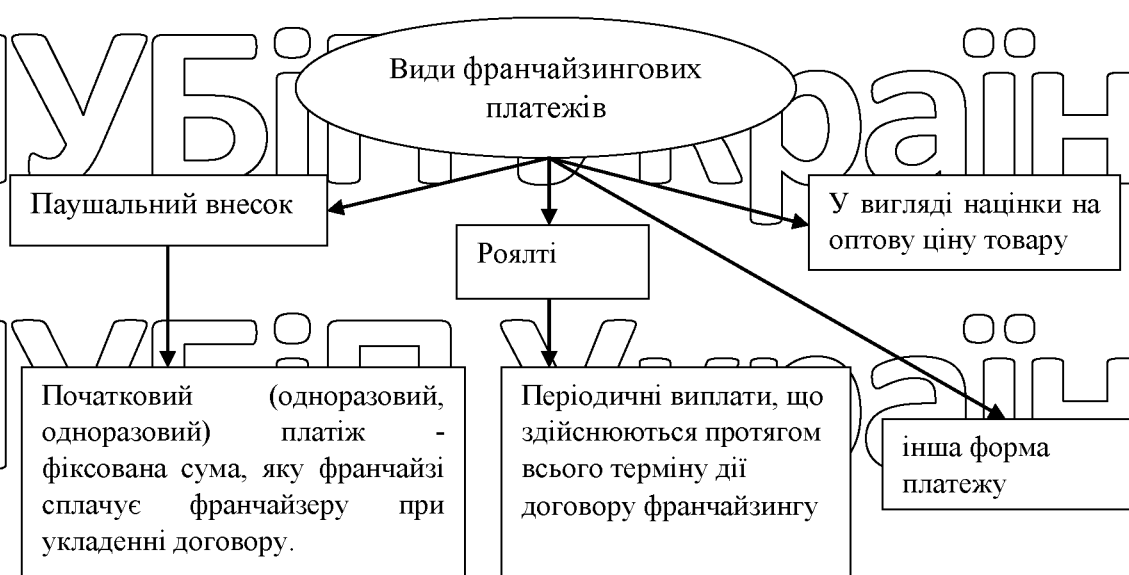 Види франчайзингових
платежів
Паушальний внесок
Роялті
У вигляді націнки на
оптову ціну товару
Початковий (одноразовий,
одноразовий) платіж -
фіксована сума, яку франчайзі
сплачує франчайзеру при
укладенні договору.
Періодичні виплати, що
здійснюються протягом
всього терміну дії
договору франчайзингу
інша форма
платежу